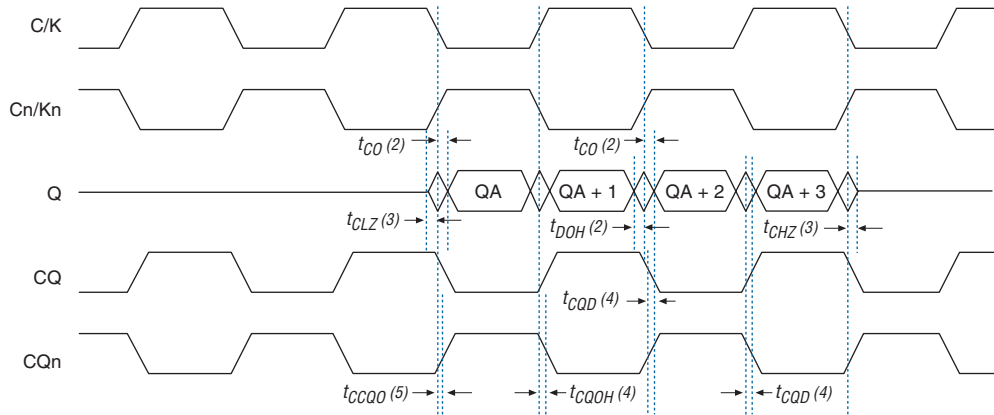 C/K
Cn/Kn
tCO (2) tCO (2)
Q QA QA + 1 QA + 2 QA + 3
tCLZ (3) tDOH (2) tCHZ (3)
CQ
tCQD (4)
CQn
tCCQO (5) tCQOH (4) tCQD (4)